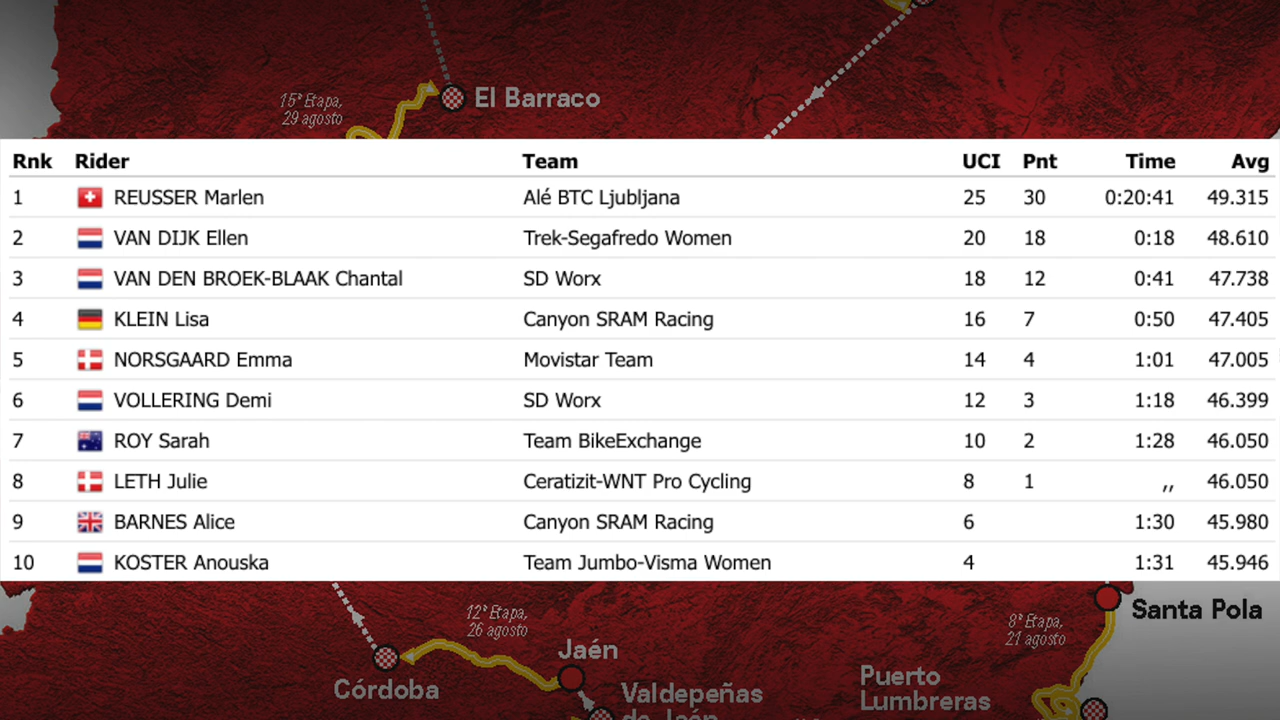 El Barraco
15ª Etapa,
29 agosto
Rnk Rider Team UCI Pnt Time Avg
1 REUSSER Marlen Alé BTC Ljubljana 25 30 0:20:41 49.315
2 VAN DIJK Ellen Trek-Segafredo Women 20 18 0:18 48.610
3 VAN DEN BROEK-BLAAK Chantal SD Worx 18 12 0:41 47.738
4 KLEIN Lisa Canyon SRAM Racing 16 7 0:50 47.405
5 NORSGAARD Emma Movistar Team 14 4 1:01 47.005
6 VOLLERING Demi SD Worx 12 3 1:18 46.399
7 ROY Sarah Team BikeExchange 10 2 1:28 46.050
8 LETH Julie Ceratizit-WNT Pro Cycling 8 1 ,, 46.050
9 BARNES Alice Canyon SRAM Racing 6 1:30 45.980
10 KOSTER Anouska Team Jumbo-Visma Women 4 1:31 45.946
12ª Etapa,
26 agosto
8ª Etapa,
21 agosto
Santa Pola
Jaén
Córdoba
Valdepeñas
de Jaén
Puerto
Lumbreras